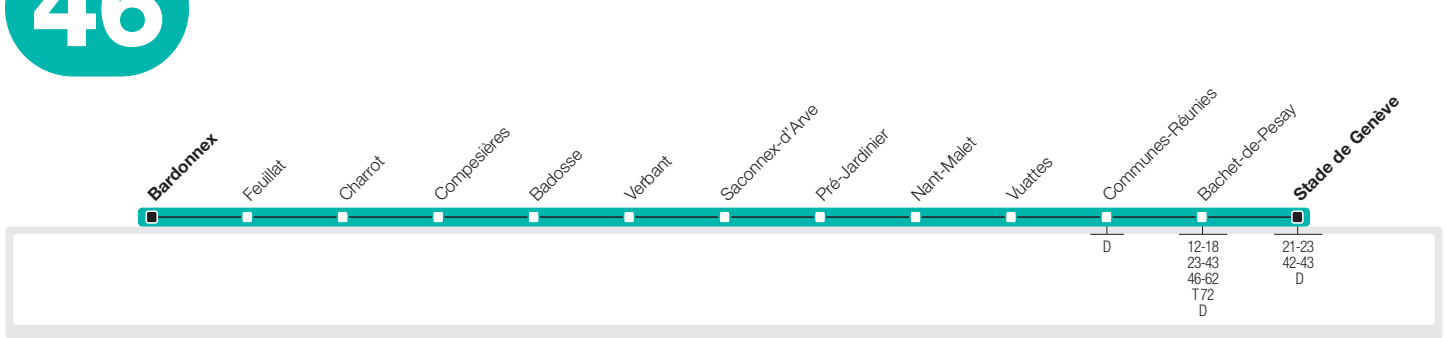 46
Bardonnex
Feuillat
Charrot
Compesières
Badosse
Verbant
Saconnex-d'Arve
Pré-Jardinier
Nant-Malet
Vuattes
Communes-Réunies
Bachet-de-Pesay
Stade de Genève
D
12-18
23-43
46-62
T72
D
21-23
42-43
D